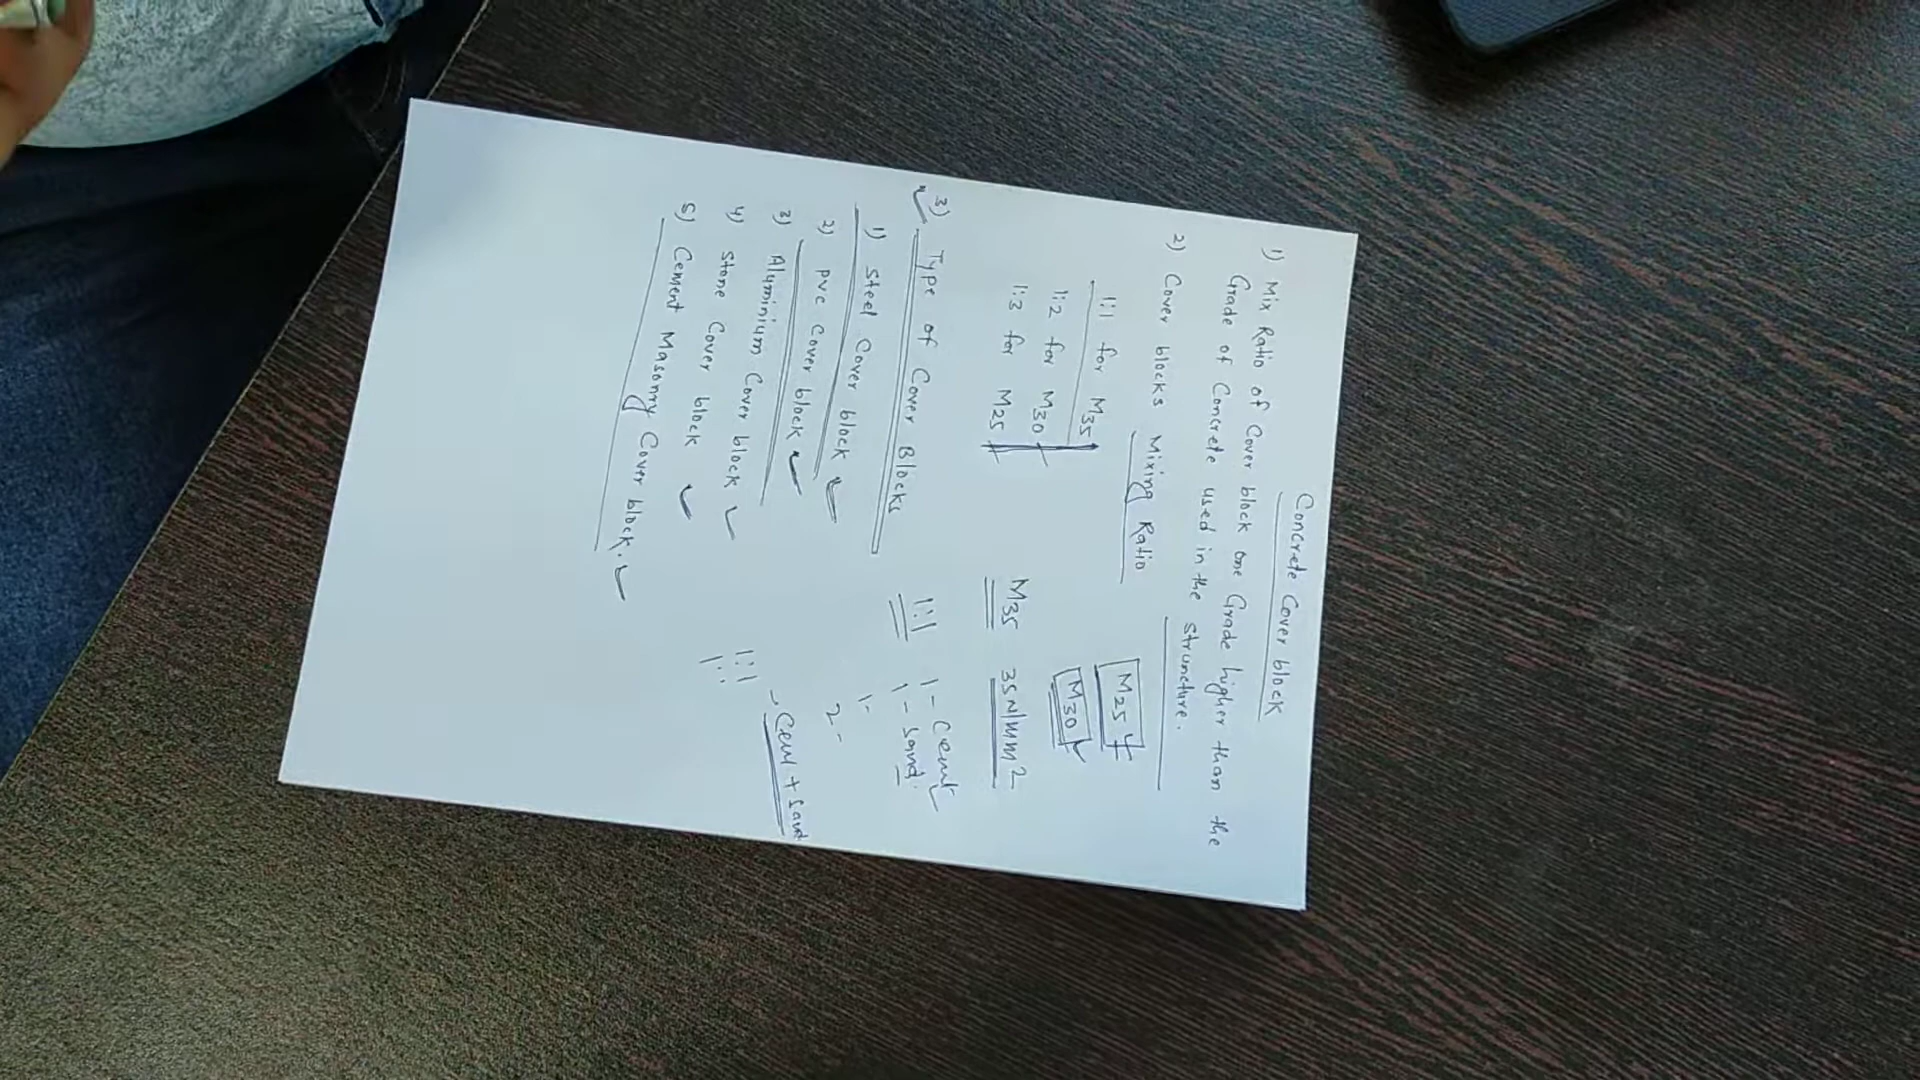 Concrete Cover block
1) Mix Ratio of Cover block one Grade higher than the
Grade of Concrete used in the struncture.
2) Cover blocks Mixing Ratio
M25
1:1 for M35
M30
1:2 for M30
1:3 for M25
M35 35N/mm2
3) Type of Cover Blocks
1:1 1 - Cemt
1 - Sand
1) Steel Cover block
1-
2) PVC Cover block
2-
3) Aluminium Cover block
- Cem + Sand
4) Stone Cover block
1:1
5) Cement Masonry Cover block.